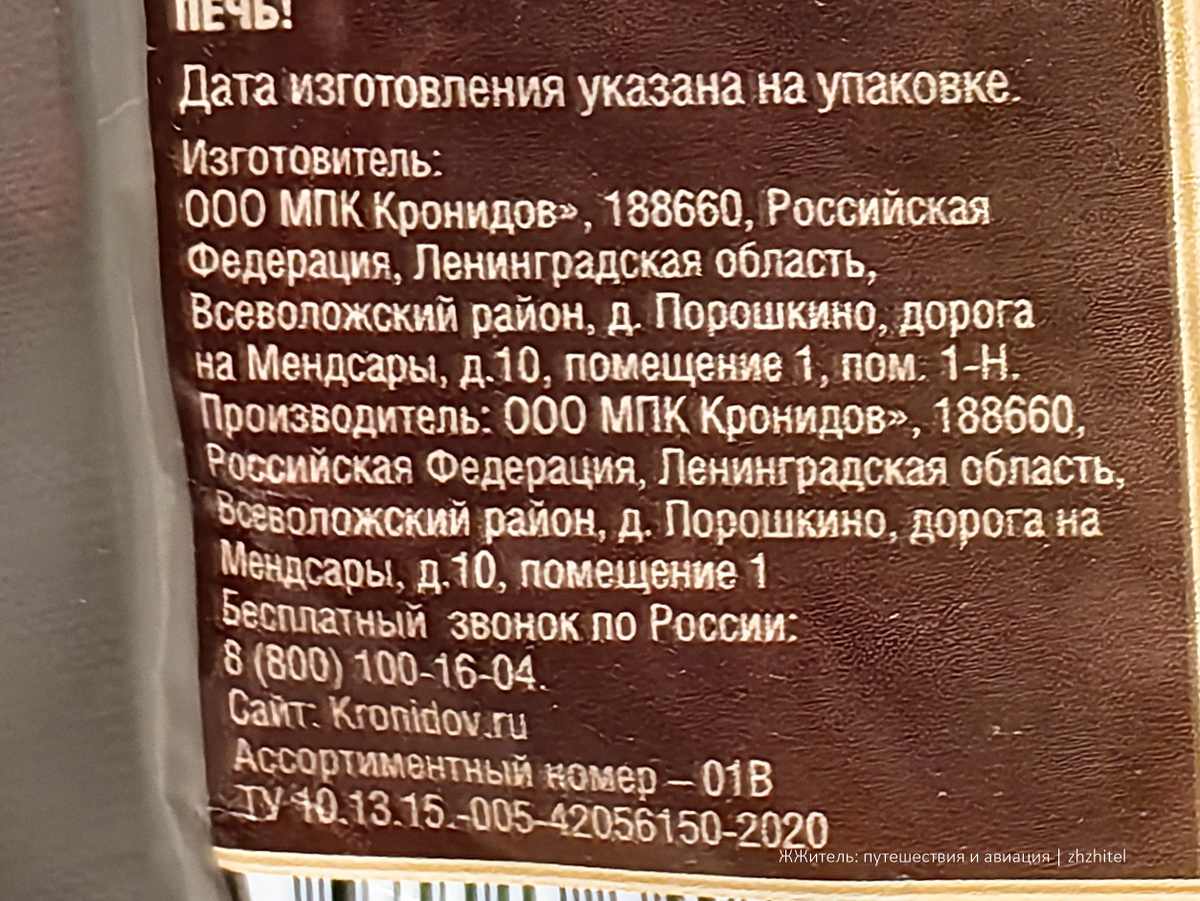 ПЕЧЬ!
Дата изготовления указана на упаковке.
Изготовитель:
ООО МПК Кронидов», 188660, Российская
Федерация, Ленинградская область,
Всеволожский район, д. Порошкино, дорога
на Мендсары, д.10, помещение 1, пом. 1-Н.
Производитель: ООО МПК Кронидов», 188660,
Российская Федерация, Ленинградская область,
Всеволожский район, д. Порошкино, дорога на
Мендсары, д.10, помещение 1
Бесплатный звонок по России:
8 (800) 100-16-04.
Сайт: Kronidov.ru
Ассортиментный номер – 01В
ТУ 10.13.15.-005-42056150-2020
ЖЖитель: путешествия и авиация | zhzhitel